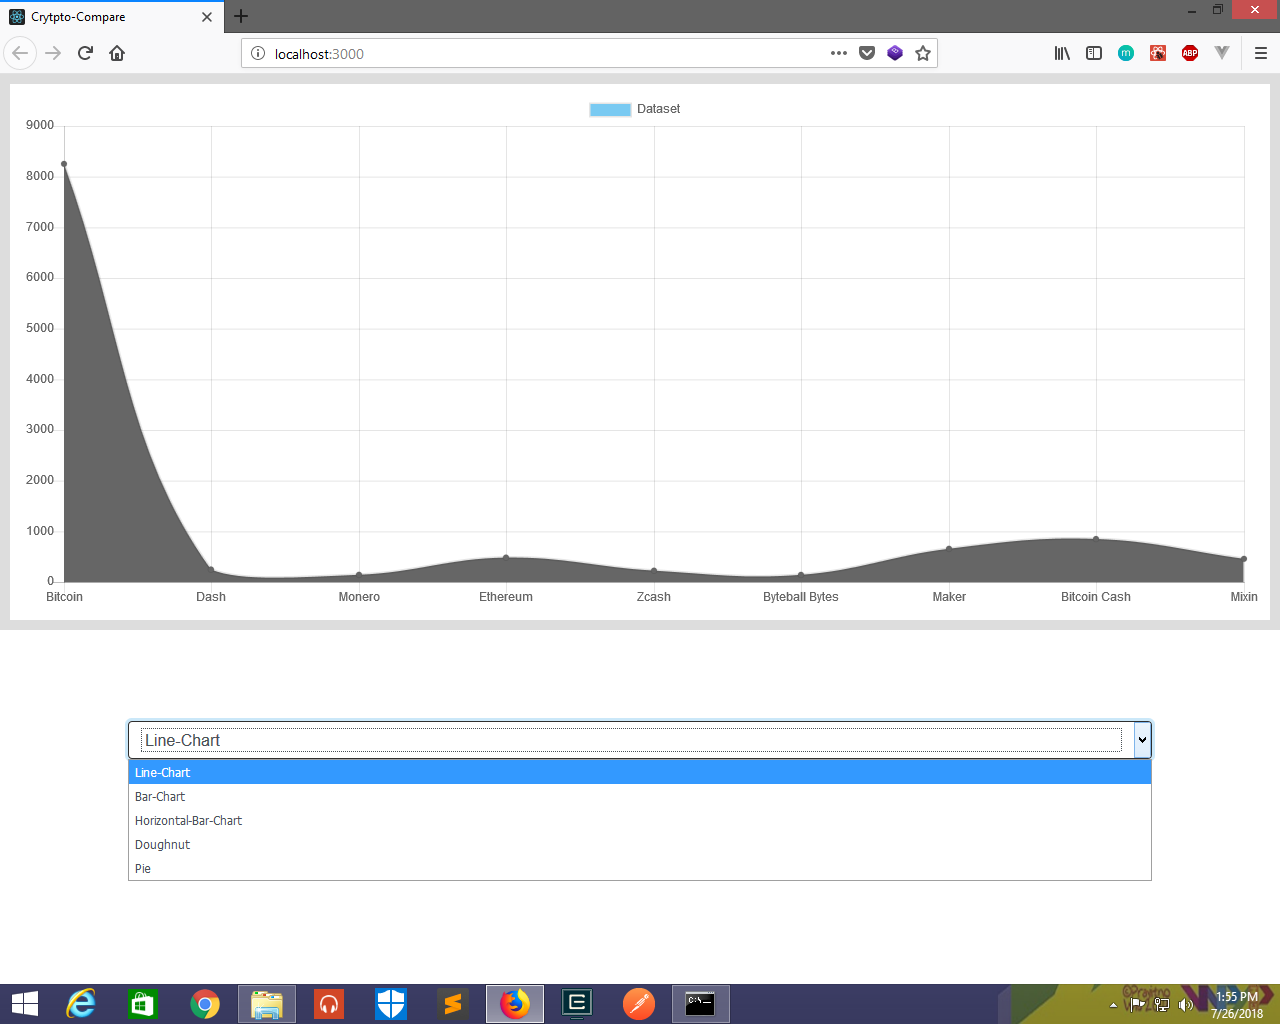 Crytpto-Compare
localhost:3000
m
ABP
Dataset
9000
8000
7000
6000
5000
4000
3000
2000
1000
0
Bitcoin Dash Monero Ethereum Zcash Byteball Bytes Maker Bitcoin Cash Mixin
Line-Chart
Line-Chart
Bar-Chart
Horizontal-Bar-Chart
Doughnut
Pie
C:\_
1:55 PM
7/26/2018